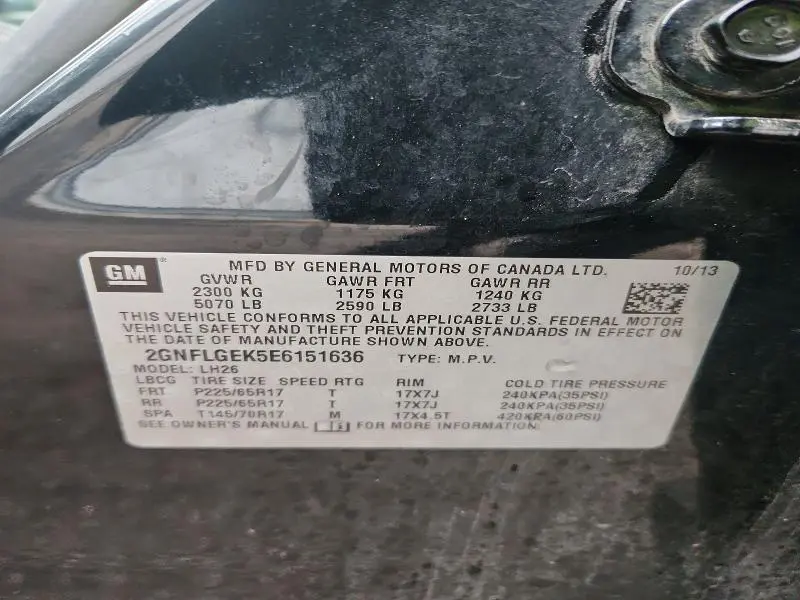 GM
MFD BY GENERAL MOTORS OF CANADA LTD. 10/13
GVWR GAWR FRT GAWR RR
2300 KG 1175 KG 1240 KG
5070 LB 2590 LB 2733 LB
THIS VEHICLE CONFORMS TO ALL APPLICABLE U.S. FEDERAL MOTOR
VEHICLE SAFETY AND THEFT PREVENTION STANDARDS IN EFFECT ON
THE DATE OF MANUFACTURE SHOWN ABOVE.
2GNFLGEK5E6151636 TYPE: M.P.V.
MODEL: LH26
LBCG TIRE SIZE SPEED RTG RIM COLD TIRE PRESSURE
FRT P225/65R17 T 17X7J 240KPA(35PSI)
RR P225/65R17 T 17X7J 240KPA(35PSI)
SPA T145/70R17 M 17X4.5T 420KPA(60PSI)
SEE OWNER'S MANUAL FOR MORE INFORMATION.